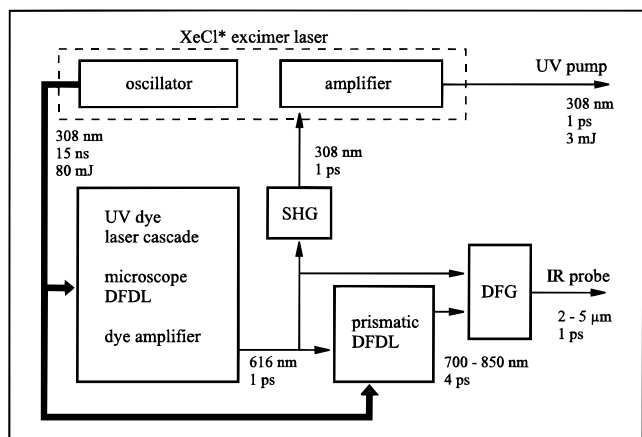 XeCl* excimer laser
oscillator
amplifier
UV pump
308 nm
1 ps
3 mJ
308 nm
15 ns
80 mJ
308 nm
1 ps
SHG
UV dye
laser cascade
microscope
DFDL
dye amplifier
616 nm
1 ps
prismatic
DFDL
700 - 850 nm
4 ps
DFG
IR probe
2 - 5 µm
1 ps